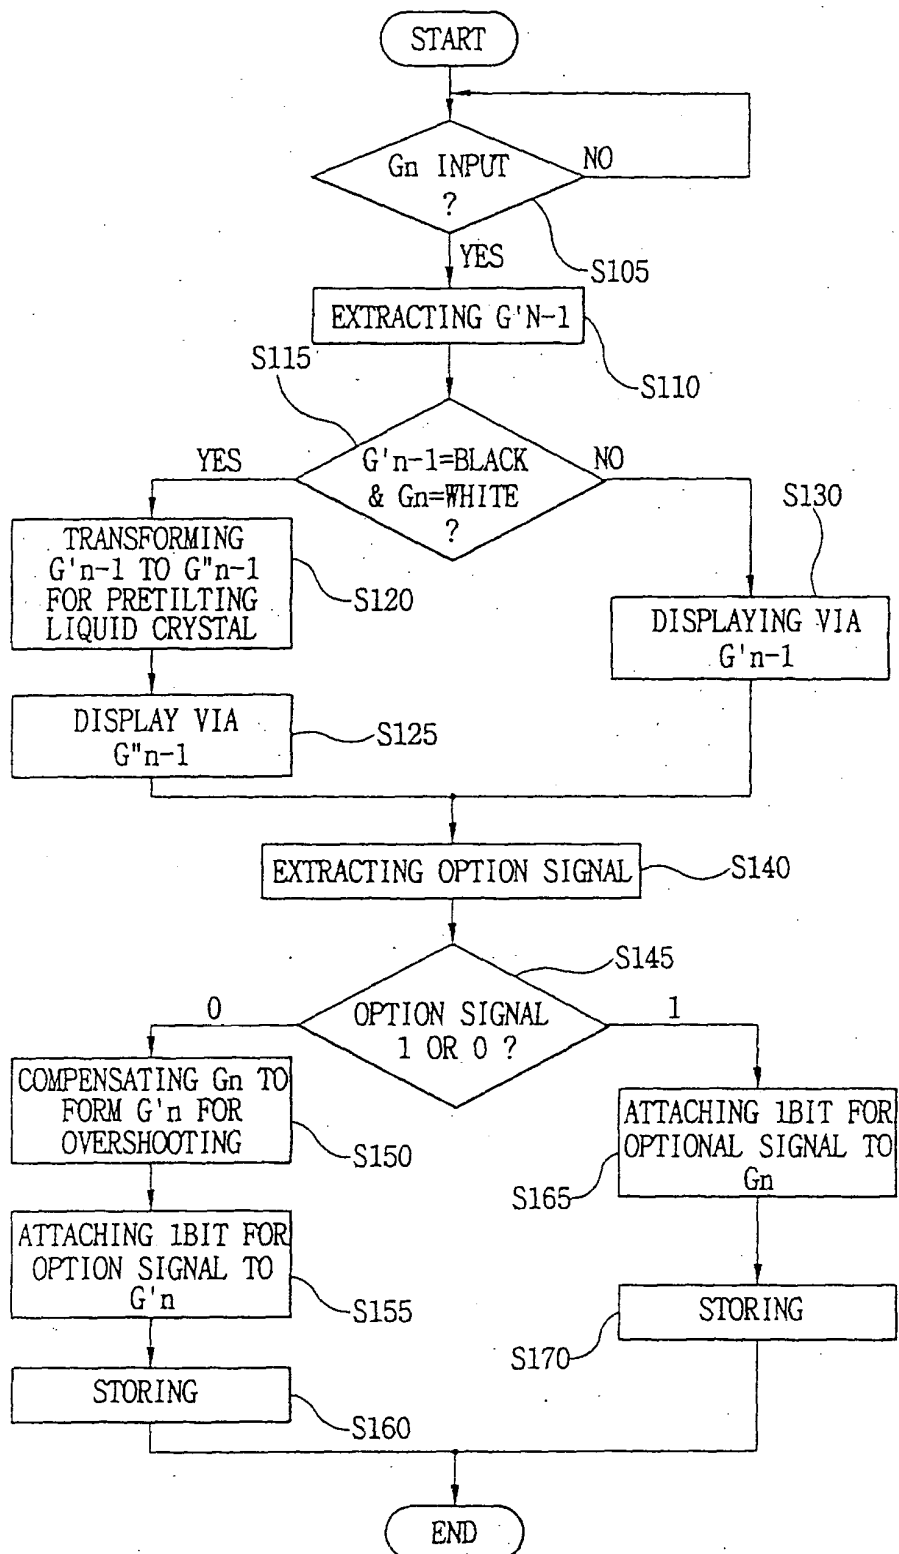 START
Gn INPUT
?
NO
YES
S105
EXTRACTING G'N-1
S110
S115
G'n-1=BLACK
& Gn=WHITE
?
YES
NO
S130
TRANSFORMING
G'n-1 TO G"n-1
FOR PRETILTING
LIQUID CRYSTAL
S120
DISPLAYING VIA
G'n-1
DISPLAY VIA
G"n-1
S125
EXTRACTING OPTION SIGNAL
S140
S145
OPTION SIGNAL
1 OR 0 ?
0
1
COMPENSATING Gn TO
FORM G'n FOR
OVERSHOOTING
S150
ATTACHING 1BIT FOR
OPTIONAL SIGNAL TO
Gn
S165
ATTACHING 1BIT FOR
OPTION SIGNAL TO
G'n
S155
STORING
S170
STORING
S160
END